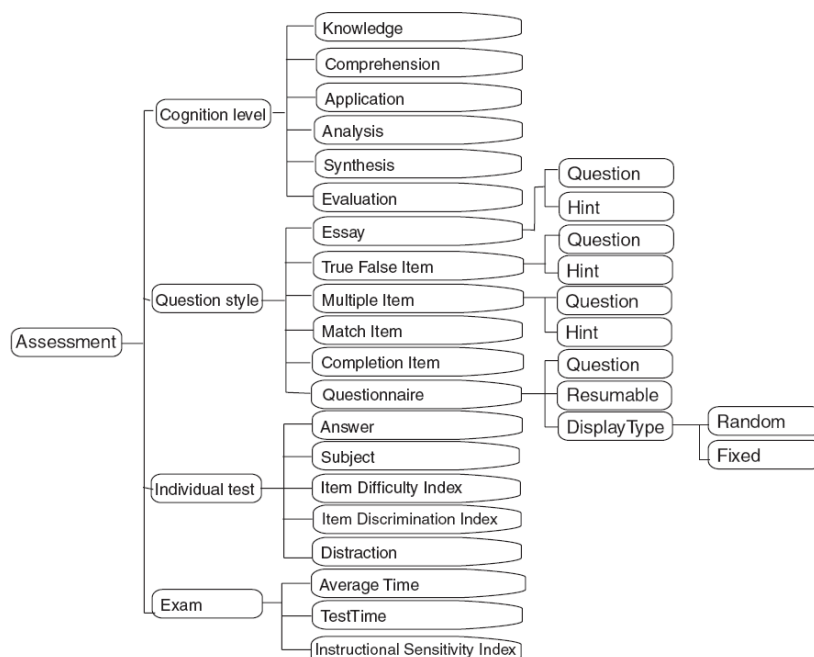 Knowledge
Comprehension
Cognition level
Application
Analysis
Synthesis
Evaluation
Question
Hint
Essay
Question
True False Item
Hint
Question style
Multiple Item
Question
Hint
Assessment
Match Item
Completion Item
Question
Questionnaire
Resumable
DisplayType
Random
Fixed
Answer
Subject
Individual test
Item Difficulty Index
Item Discrimination Index
Distraction
Average Time
Exam
TestTime
Instructional Sensitivity Index